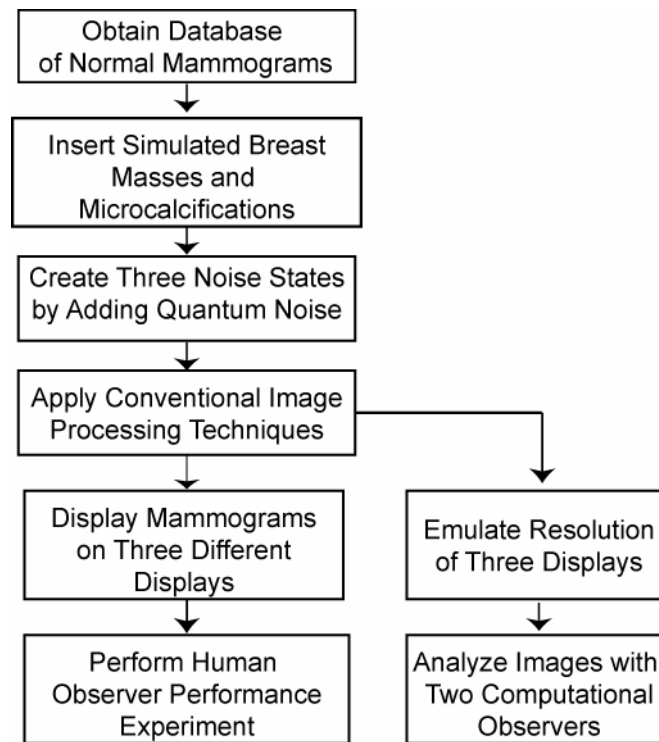 Obtain Database
of Normal Mammograms
Insert Simulated Breast
Masses and
Microcalcifications
Create Three Noise States
by Adding Quantum Noise
Apply Conventional Image
Processing Techniques
Display Mammograms
on Three Different
Displays
Emulate Resolution
of Three Displays
Perform Human
Observer Performance
Experiment
Analyze Images with
Two Computational
Observers